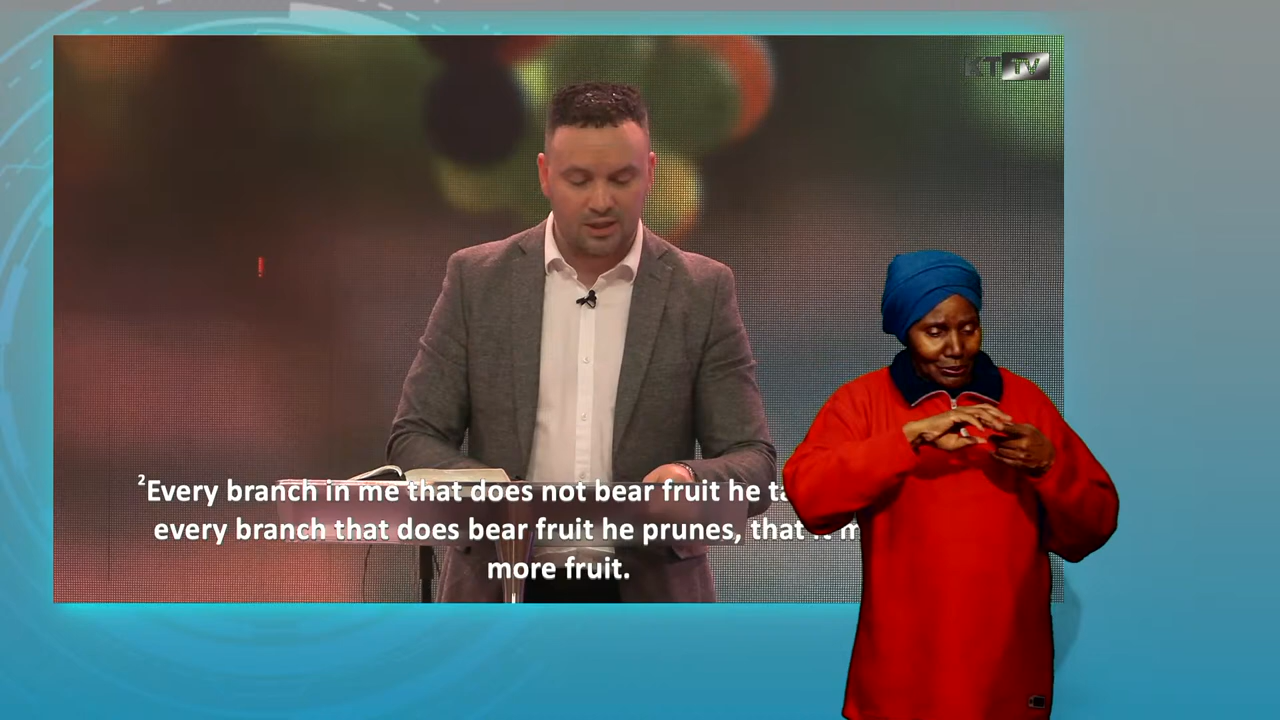 KT TV
²Every branch in me that does not bear fruit he
every branch that does bear fruit he prunes, that it
more fruit.